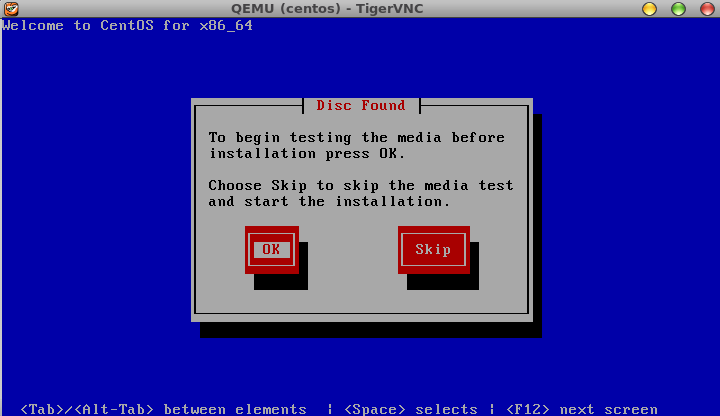 QEMU (centos) - TigerVNC
Welcome to CentOS for x86_64
Disc Found
To begin testing the media before
installation press OK.
Choose Skip to skip the media test
and start the installation.
OK Skip
<Tab>/<Alt-Tab> between elements | <Space> selects | <F12> next screen